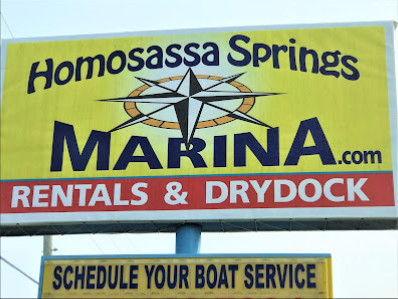 Homosassa Springs
MARINA.com
RENTALS & DRYDOCK
SCHEDULE YOUR BOAT SERVICE